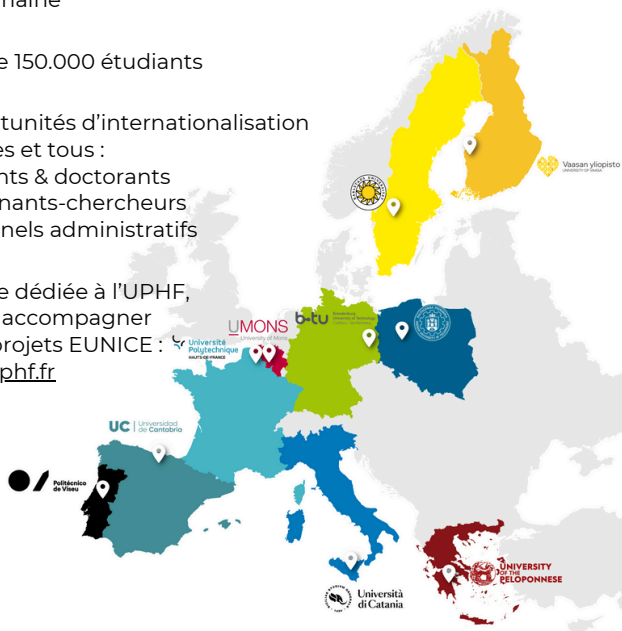 maine
e 150.000 étudiants
tunités d’internationalisation
es et tous :
nts & doctorants
nants-chercheurs
nels administratifs
e dédiée à l’UPHF,
accompagner
projets EUNICE :
phf.fr
Vaasan yliopisto
UNIVERSITY OF VAASA
UMONS
University of Mons
b-tu
Brandenburg
University of Technology
Université
Polytechnique
HAUTS-DE-FRANCE
UC Universidad
de Cantabria
Politécnico
de Viseu
UNIVERSITY
OF THE
PELOPONNESE
Università
di Catania